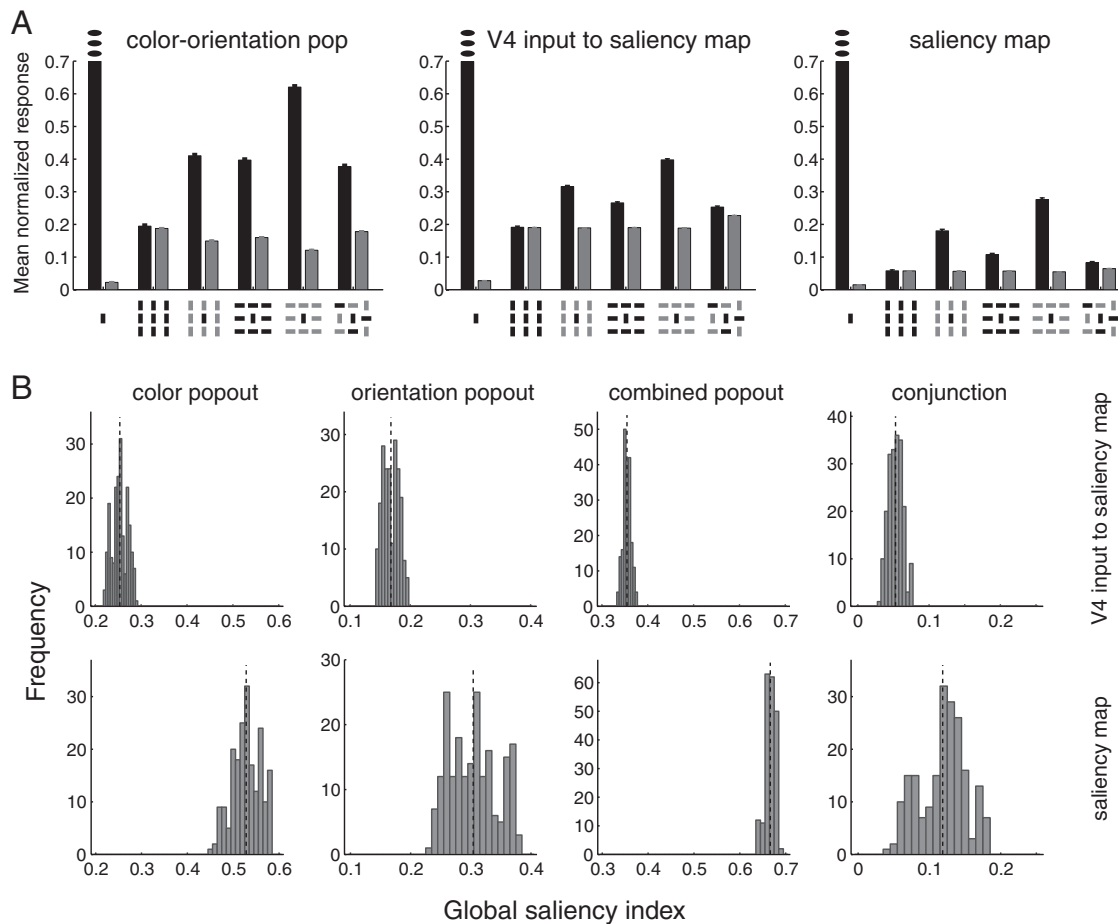 A
color-orientation pop
V4 input to saliency map
saliency map
Mean normalized response
0.7
0.6
0.5
0.4
0.3
0.2
0.1
0
0.7
0.6
0.5
0.4
0.3
0.2
0.1
0
0.7
0.6
0.5
0.4
0.3
0.2
0.1
0
B
color popout
orientation popout
combined popout
conjunction
Frequency
30
20
10
0
0.2 0.3 0.4 0.5 0.6
30
20
10
0
0.1 0.2 0.3 0.4
50
40
30
20
10
0
0.3 0.4 0.5 0.6 0.7
40
30
20
10
0
0 0.1 0.2
V4 input to saliency map
30
20
10
0
0.2 0.3 0.4 0.5 0.6
30
20
10
0
0.1 0.2 0.3 0.4
60
50
40
30
20
10
0
0.3 0.4 0.5 0.6 0.7
30
20
10
0
0 0.1 0.2
saliency map
Global saliency index